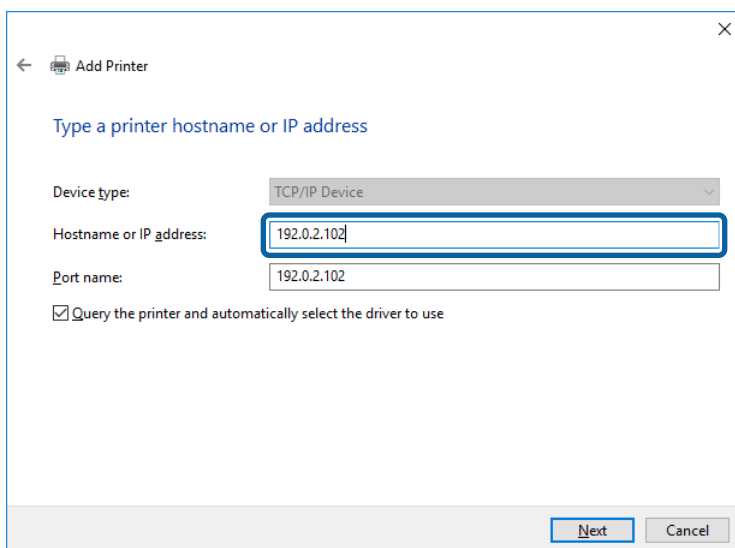 Add Printer
Type a printer hostname or IP address
Device type: TCP/IP Device
Hostname or IP address: 192.0.2.102
Port name: 192.0.2.102
Query the printer and automatically select the driver to use
Next Cancel